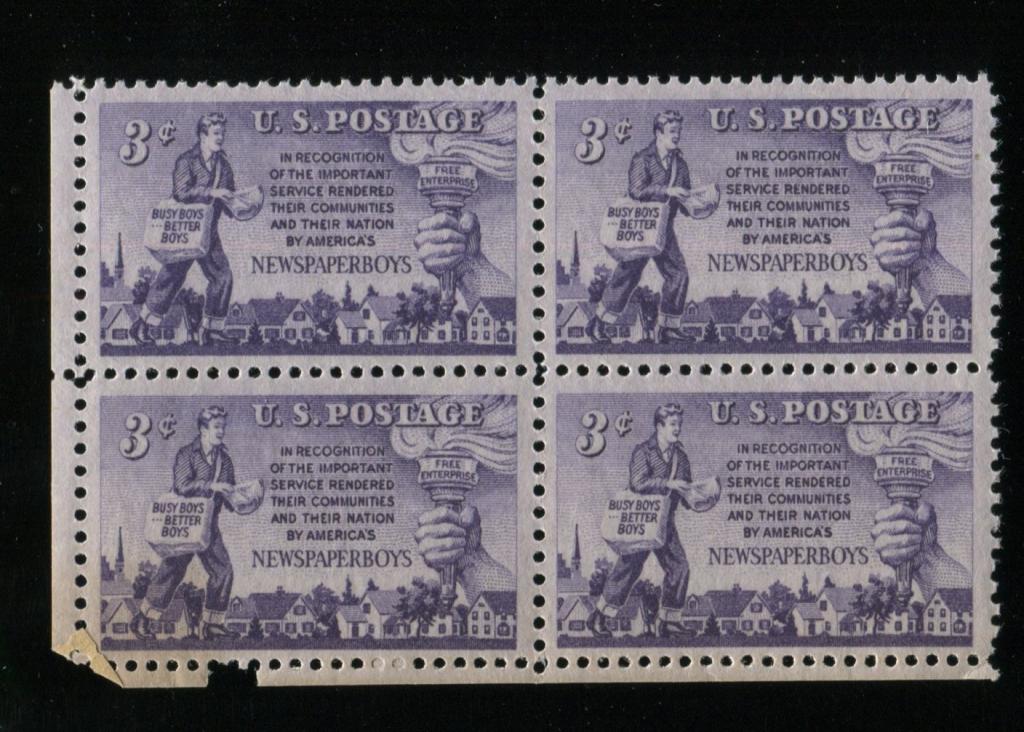 3¢ U.S. POSTAGE
IN RECOGNITION
OF THE IMPORTANT
SERVICE RENDERED
THEIR COMMUNITIES
AND THEIR NATION
BY AMERICA'S
NEWSPAPERBOYS
BUSY BOYS
...BETTER
BOYS
FREE
ENTERPRISE
3¢ U.S. POSTAGE
IN RECOGNITION
OF THE IMPORTANT
SERVICE RENDERED
THEIR COMMUNITIES
AND THEIR NATION
BY AMERICA'S
NEWSPAPERBOYS
BUSY BOYS
...BETTER
BOYS
FREE
ENTERPRISE
3¢ U.S. POSTAGE
IN RECOGNITION
OF THE IMPORTANT
SERVICE RENDERED
THEIR COMMUNITIES
AND THEIR NATION
BY AMERICA'S
NEWSPAPERBOYS
BUSY BOYS
...BETTER
BOYS
FREE
ENTERPRISE
3¢ U.S. POSTAGE
IN RECOGNITION
OF THE IMPORTANT
SERVICE RENDERED
THEIR COMMUNITIES
AND THEIR NATION
BY AMERICA'S
NEWSPAPERBOYS
BUSY BOYS
...BETTER
BOYS
FREE
ENTERPRISE